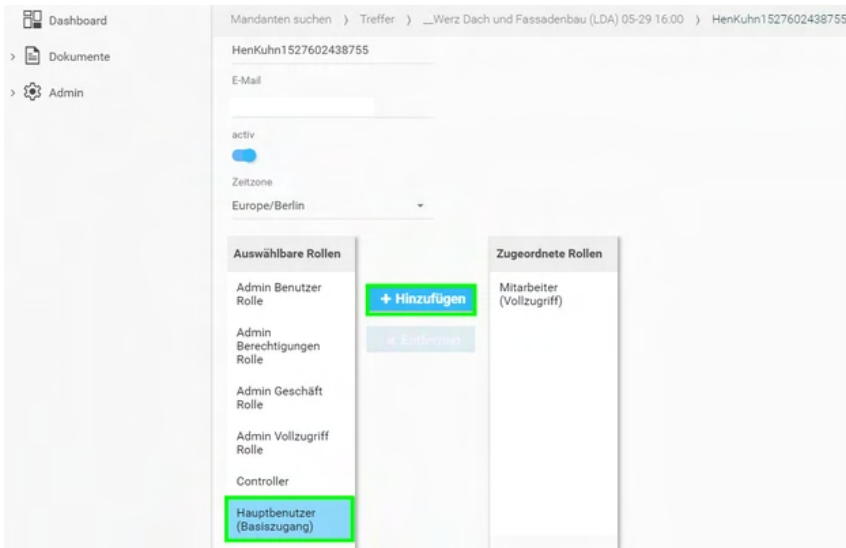 Dashboard
Mandanten suchen ⟩ Treffer ⟩ __Werz Dach und Fassadenbau (LDA) 05-29 16:00 ⟩ HenKuhn1527602438755
Dokumente
Admin
HenKuhn1527602438755
E-Mail
activ
Zeitzone
Europe/Berlin
Auswählbare Rollen
Admin Benutzer
Rolle
Admin
Berechtigungen
Rolle
Admin Geschäft
Rolle
Admin Vollzugriff
Rolle
Controller
Hauptbenutzer
(Basiszugang)
+ Hinzufügen
× Entfernen
Zugeordnete Rollen
Mitarbeiter
(Vollzugriff)